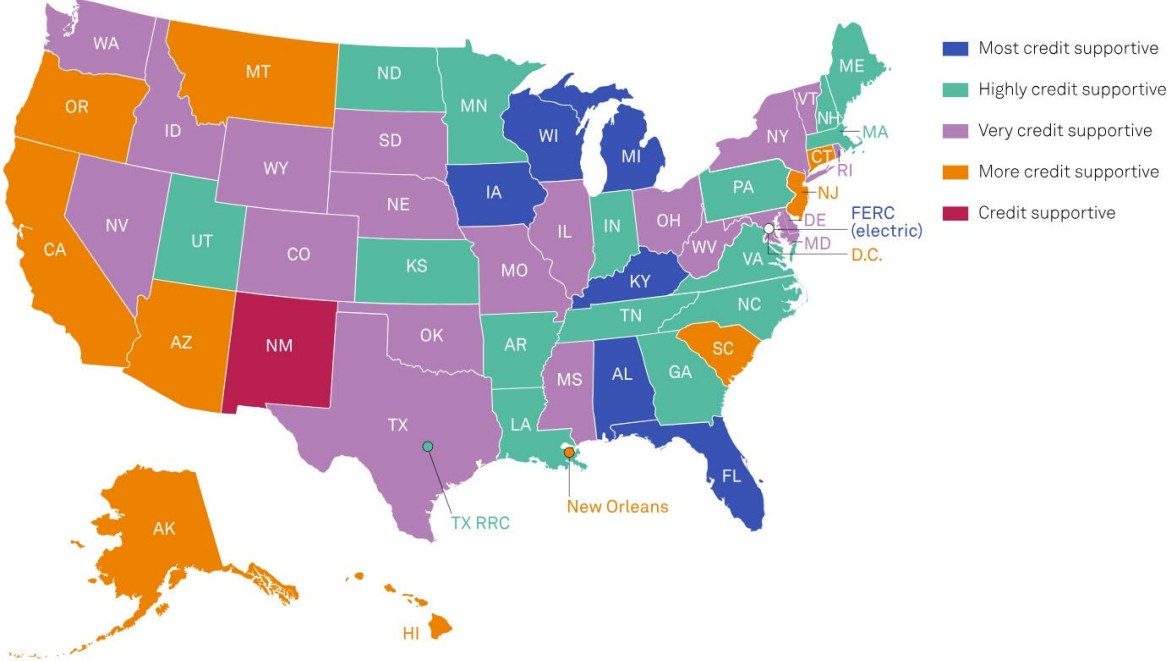 WA
MT
ND
MN
ME
Most credit supportive
Highly credit supportive
Very credit supportive
More credit supportive
Credit supportive
OR
ID
SD
WI
MI
NY
VT
NH
MA
WY
IA
CT
RI
NV
NE
PA
NJ
UT
CO
IL
IN
OH
DE
FERC
(electric)
CA
KS
MO
WV
MD
VA
D.C.
KY
NC
AZ
NM
OK
AR
TN
SC
MS
AL
GA
TX
LA
FL
New Orleans
TX RRC
AK
HI